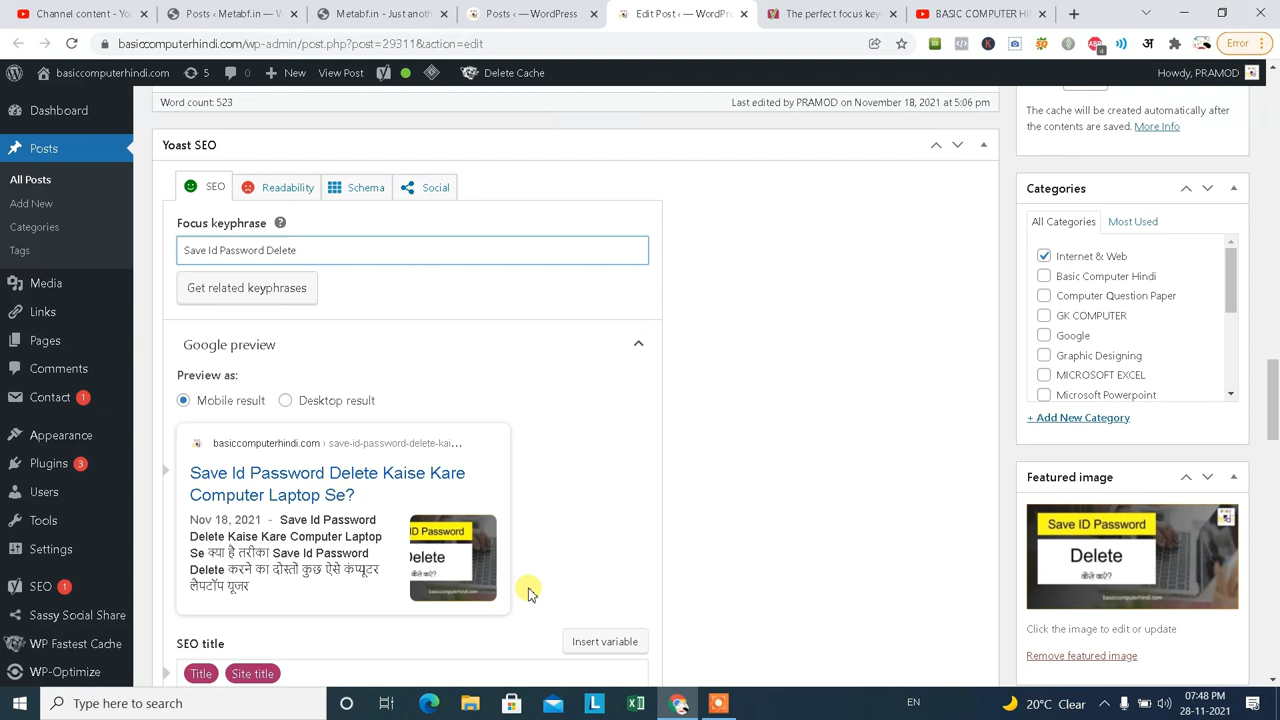 Content - YouTube
Posts ‹ Metabf.in — Wor
Metabf.in - Just another
Posts ‹ WordPress
Edit Post ‹ — WordPr
The perfect focus key
BASIC COMPUTER HI
basiccomputerhindi.com/wp-admin/post.php?post=23911&action=edit
अ
Error
basiccomputerhindi.com
5
0
New
View Post
Delete Cache
Howdy, PRAMOD
Dashboard
Posts
All Posts
Add New
Categories
Tags
Media
Links
Pages
Comments
Contact 1
Appearance
Plugins 3
Users
Tools
Settings
SEO 1
Sassy Social Share
WP Fastest Cache
WP-Optimize
Word count: 523
Last edited by PRAMOD on November 18, 2021 at 5:06 pm
Yoast SEO
SEO
Readability
Schema
Social
Focus keyphrase
Save Id Password Delete
Get related keyphrases
Google preview
Preview as:
Mobile result
Desktop result
basiccomputerhindi.com › save-id-password-delete-kai...
Save Id Password Delete Kaise Kare
Computer Laptop Se?
Nov 18, 2021 - Save Id Password
Delete Kaise Kare Computer Laptop
Se क्या है तरीका Save Id Password
Delete करने का दोस्तों कुछ ऐसे कंप्यूटर
लैपटॉप यूजर
ID Password
Delete
कैसे करे?
SEO title
Insert variable
Title
Site title
The cache will be created automatically after
the contents are saved. More Info
Categories
All Categories
Most Used
Internet & Web
Basic Computer Hindi
Computer Question Paper
GK COMPUTER
Google
Graphic Designing
MICROSOFT EXCEL
Microsoft Powerpoint
+ Add New Category
Featured image
Save ID Password
Delete
कैसे करे?
basiccomputerhindi.com
Click the image to edit or update
Remove featured image
Type here to search
EN
20°C Clear
07:48 PM
28-11-2021